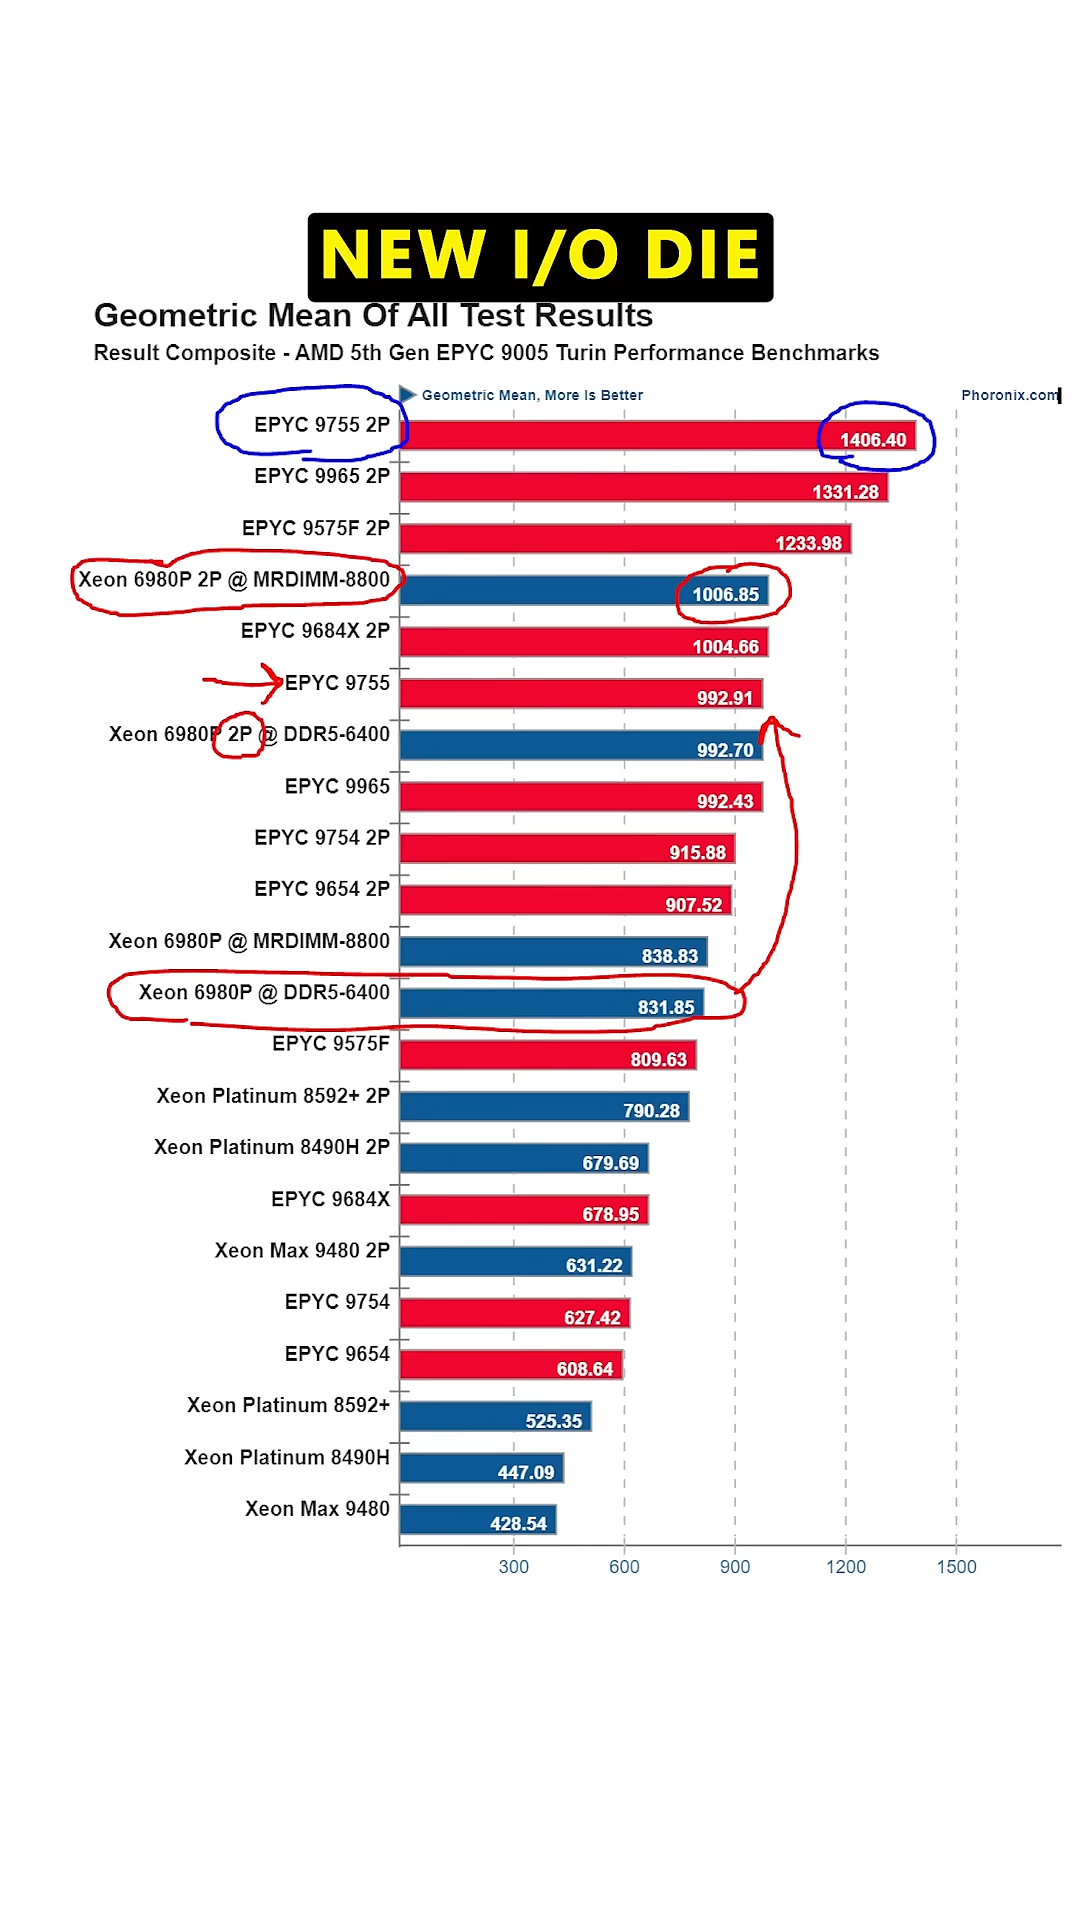 NEW I/O DIE
Geometric Mean Of All Test Results
Result Composite - AMD 5th Gen EPYC 9005 Turin Performance Benchmarks
Geometric Mean, More Is Better Phoronix.com
EPYC 9755 2P 1406.40
EPYC 9965 2P 1331.28
EPYC 9575F 2P 1233.98
Xeon 6980P 2P @ MRDIMM-8800 1006.85
EPYC 9684X 2P 1004.66
EPYC 9755 992.91
Xeon 6980P 2P @ DDR5-6400 992.70
EPYC 9965 992.43
EPYC 9754 2P 915.88
EPYC 9654 2P 907.52
Xeon 6980P @ MRDIMM-8800 838.83
Xeon 6980P @ DDR5-6400 831.85
EPYC 9575F 809.63
Xeon Platinum 8592+ 2P 790.28
Xeon Platinum 8490H 2P 679.69
EPYC 9684X 678.95
Xeon Max 9480 2P 631.22
EPYC 9754 627.42
EPYC 9654 608.64
Xeon Platinum 8592+ 525.35
Xeon Platinum 8490H 447.09
Xeon Max 9480 428.54
300 600 900 1200 1500